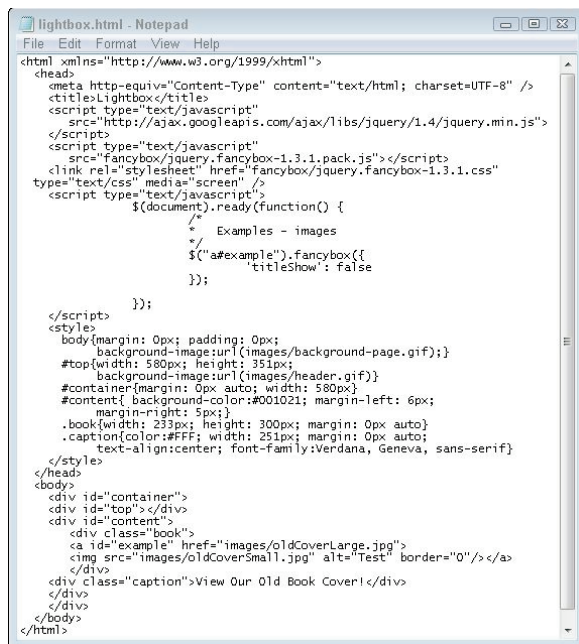 lightbox.html - Notepad
File Edit Format View Help
<html xmlns="http://www.w3.org/1999/xhtml">
<head>
<meta http-equiv="Content-Type" content="text/html; charset=UTF-8" />
<title>Lightbox</title>
<script type="text/javascript"
src="http://ajax.googleapis.com/ajax/libs/jquery/1.4/jquery.min.js">
</script>
<script type="text/javascript"
src="fancybox/jquery.fancybox-1.3.1.pack.js"></script>
<link rel="stylesheet" href="fancybox/jquery.fancybox-1.3.1.css"
type="text/css" media="screen" />
<script type="text/javascript">
$(document).ready(function() {
/*
* Examples - images
*/
$("a#example").fancybox({
'titleShow': false
});
});
</script>
<style>
body{margin: 0px; padding: 0px;
background-image:url(images/background-page.gif);}
#top{width: 580px; height: 351px;
background-image:url(images/header.gif)}
#container{margin: 0px auto; width: 580px}
#content{ background-color:#001021; margin-left: 6px;
margin-right: 5px;}
.book{width: 233px; height: 300px; margin: 0px auto}
.caption{color:#FFF; width: 251px; margin: 0px auto;
text-align:center; font-family:Verdana, Geneva, sans-serif}
</style>
</head>
<body>
<div id="container">
<div id="top"></div>
<div id="content">
<div class="book">
<a id="example" href="images/oldCoverLarge.jpg">
<img src="images/oldCoverSmall.jpg" alt="Test" border="0"/></a>
</div>
<div class="caption">View Our Old Book Cover!</div>
</div>
</div>
</body>
</html>